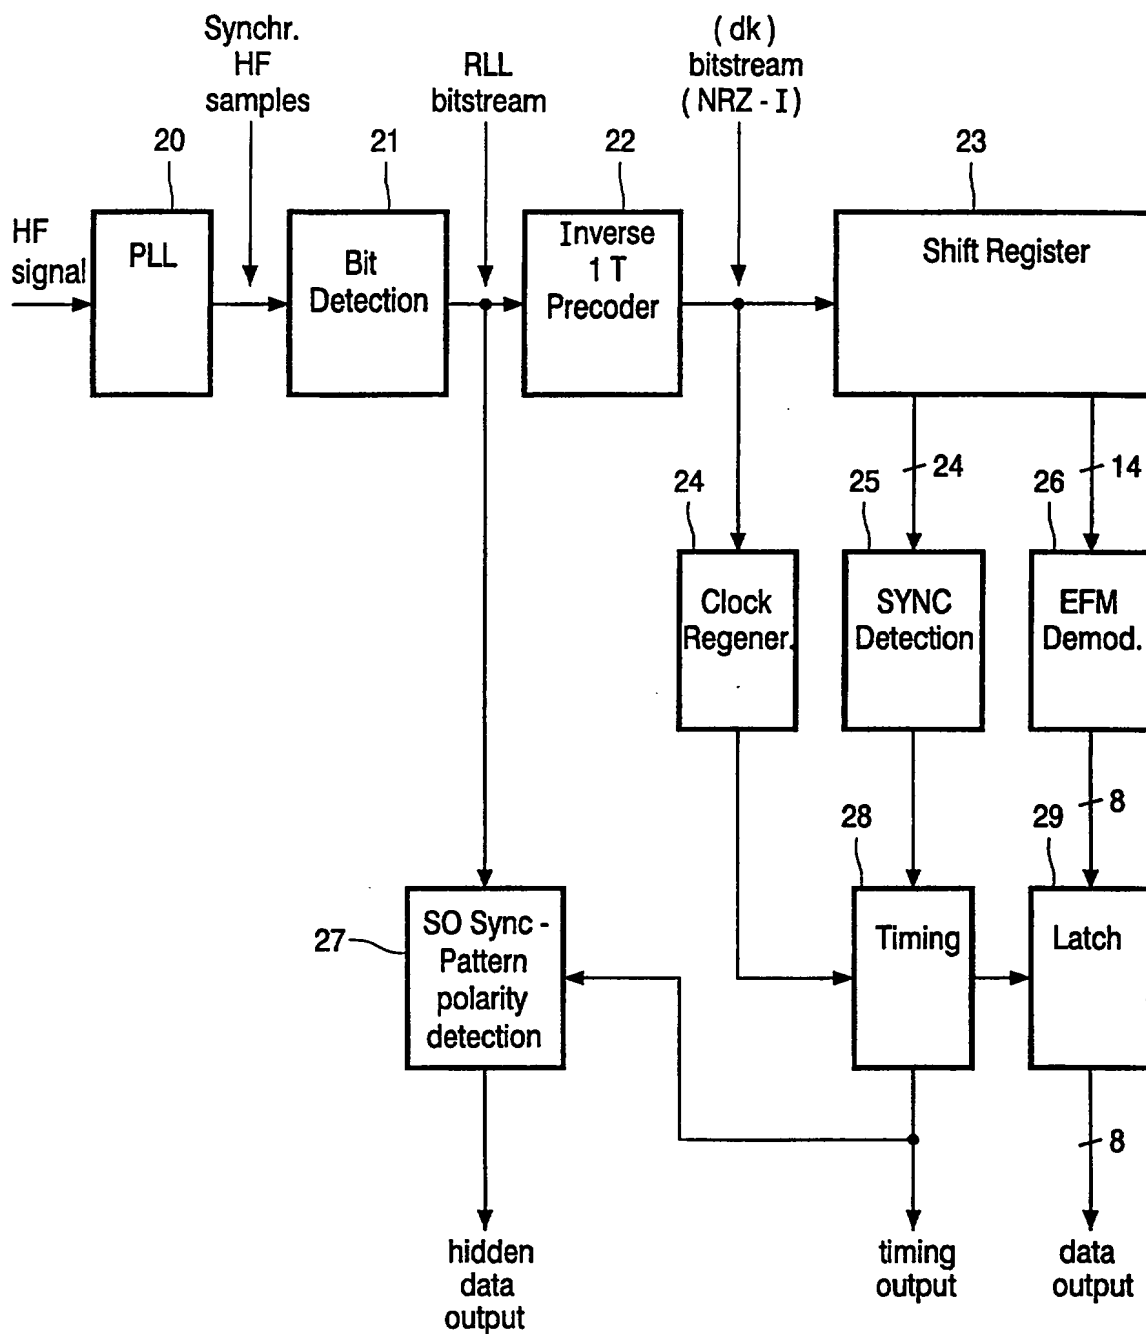 Synchr.
HF
samples
RLL
bitstream
( dk )
bitstream
( NRZ - I )
20
21
22
23
HF
signal
PLL
Bit
Detection
Inverse
1 T
Precoder
Shift Register
24
14
24
25
26
Clock
Regener.
SYNC
Detection
EFM
Demod.
8
27
28
29
SO Sync -
Pattern
polarity
detection
Timing
Latch
8
hidden
data
output
timing
output
data
output